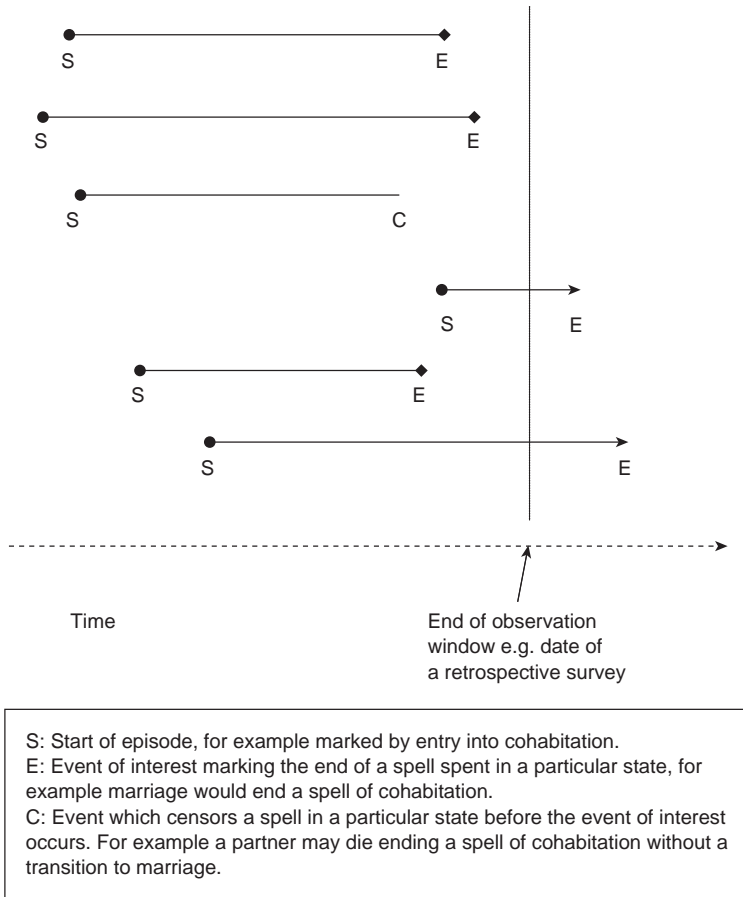 S E
S E
S C
S E
S E
S E
Time
End of observation
window e.g. date of
a retrospective survey
S: Start of episode, for example marked by entry into cohabitation.
E: Event of interest marking the end of a spell spent in a particular state, for
example marriage would end a spell of cohabitation.
C: Event which censors a spell in a particular state before the event of interest
occurs. For example a partner may die ending a spell of cohabitation without a
transition to marriage.